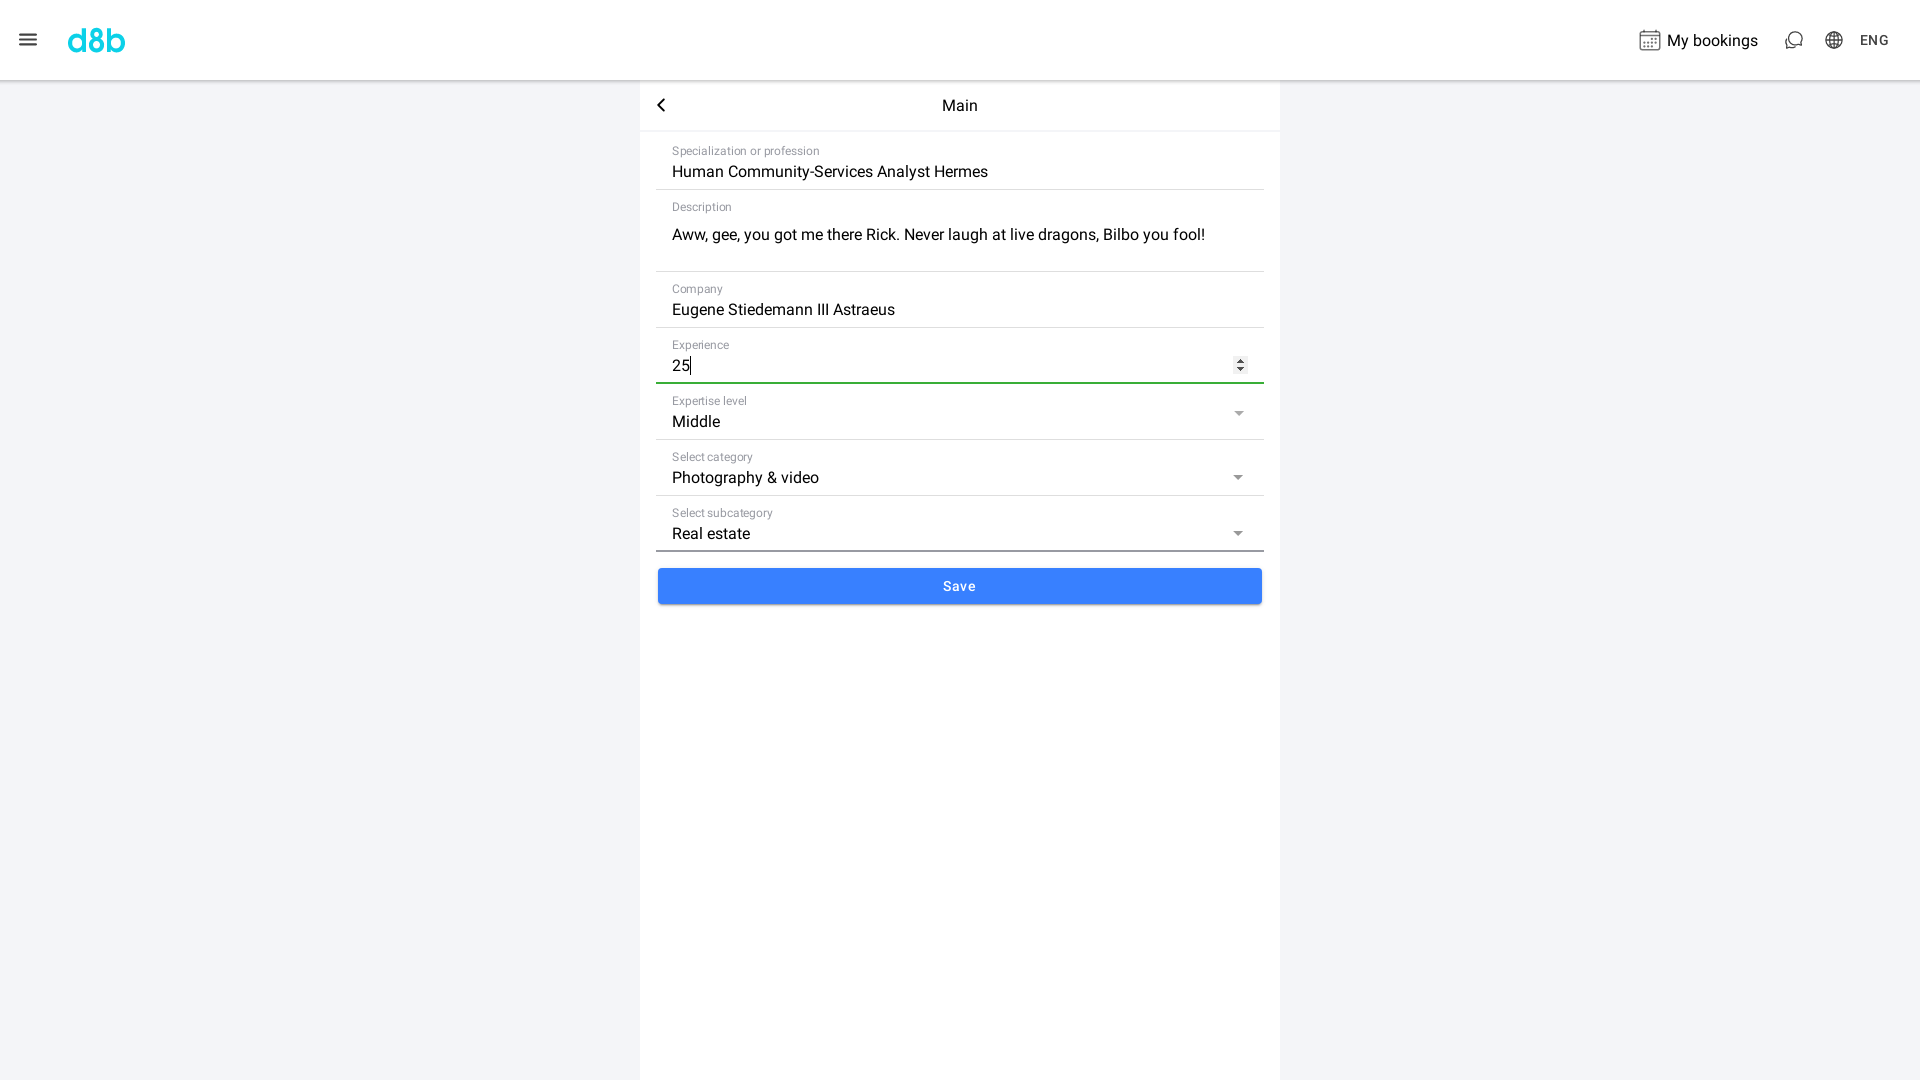 d8b
My bookings
ENG
Main
Specialization or profession
Human Community-Services Analyst Hermes
Description
Aww, gee, you got me there Rick. Never laugh at live dragons, Bilbo you fool!
Company
Eugene Stiedemann III Astraeus
Experience
25
Expertise level
Middle
Select category
Photography & video
Select subcategory
Real estate
Save